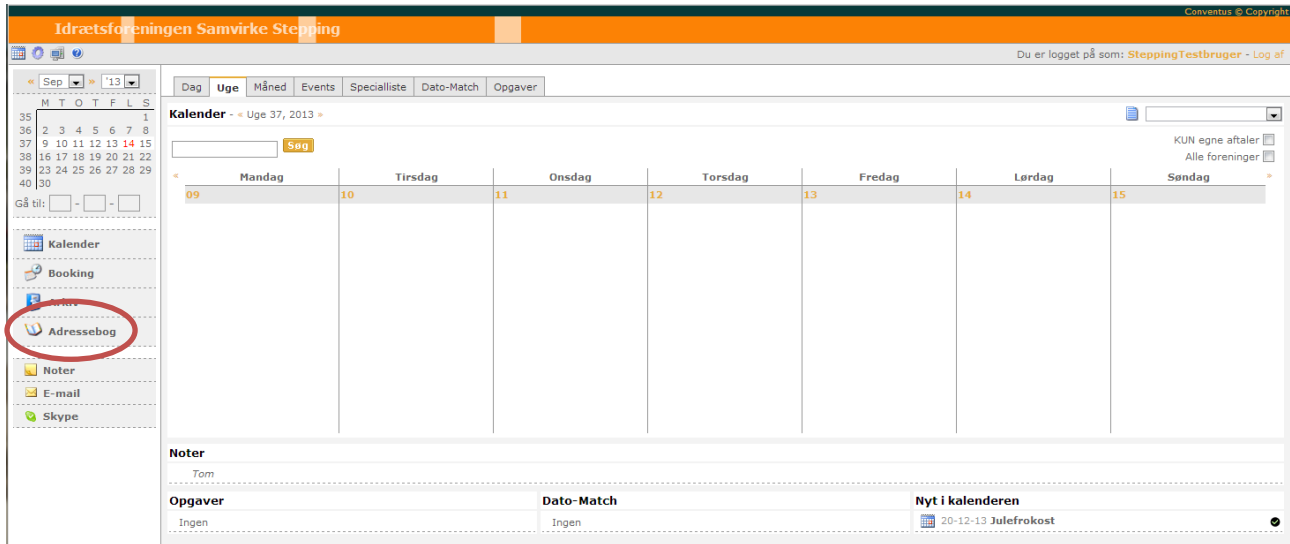 Conventus © Copyright
Idrætsforeningen Samvirke Stepping
Du er logget på som: SteppingTestbruger - Log af
« Sep » '13
M T O T F L S
35 1
36 2 3 4 5 6 7 8
37 9 10 11 12 13 14 15
38 16 17 18 19 20 21 22
39 23 24 25 26 27 28 29
40 30
Gå til: - -
Kalender
Booking
Arkiv
Adressebog
Noter
E-mail
Skype
Dag Uge Måned Events Specialliste Dato-Match Opgaver
Kalender - « Uge 37, 2013 »
Søg
KUN egne aftaler
Alle foreninger
« Mandag Tirsdag Onsdag Torsdag Fredag Lørdag Søndag »
09 10 11 12 13 14 15
Noter
Tom
Opgaver Dato-Match Nyt i kalenderen
Ingen Ingen 20-12-13 Julefrokost